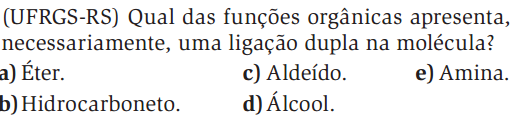 (UFRGS-RS) Qual das funções orgânicas apresenta,
necessariamente, uma ligação dupla na molécula?
a) Éter. c) Aldeído. e) Amina.
b) Hidrocarboneto. d) Álcool.